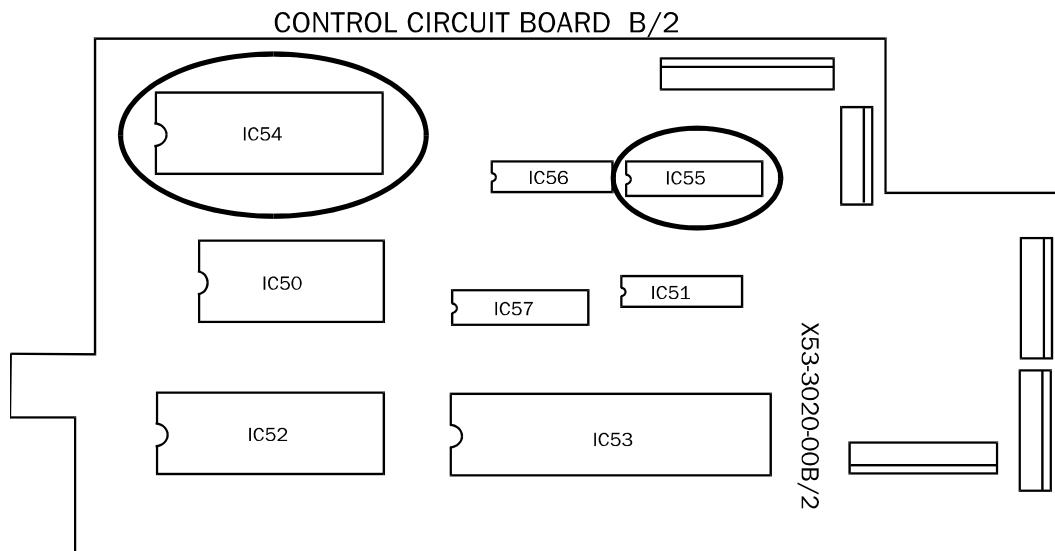 CONTROL CIRCUIT BOARD B/2
IC54
IC56
IC55
IC50
IC57
IC51
IC52
IC53
X53-3020-00B/2